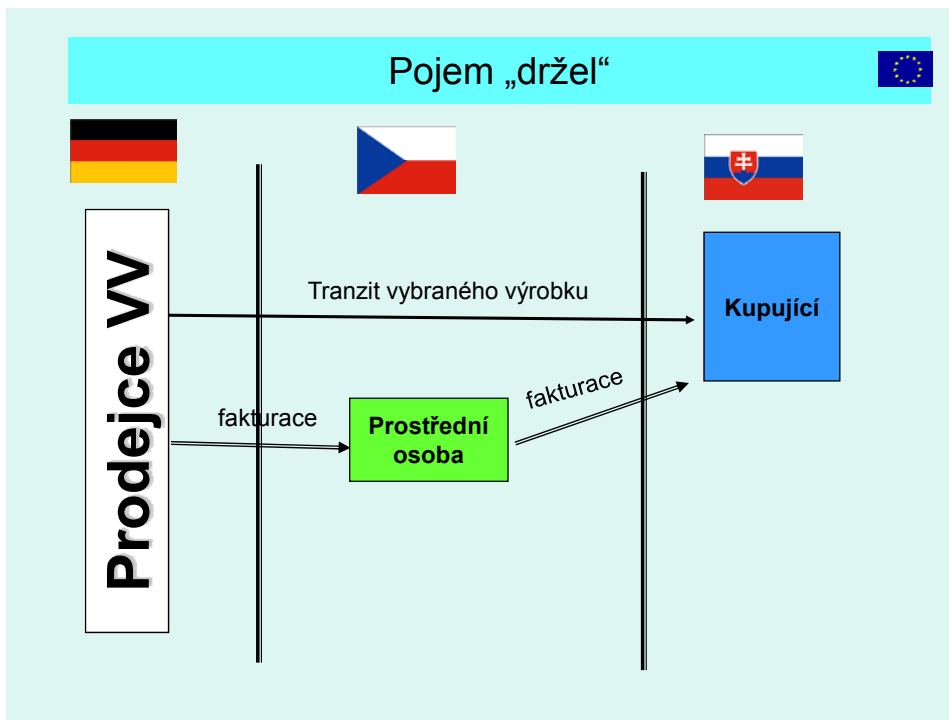 Pojem „držel“
Prodejce VV
Tranzit vybraného výrobku
Kupující
fakturace
Prostřední
osoba
fakturace